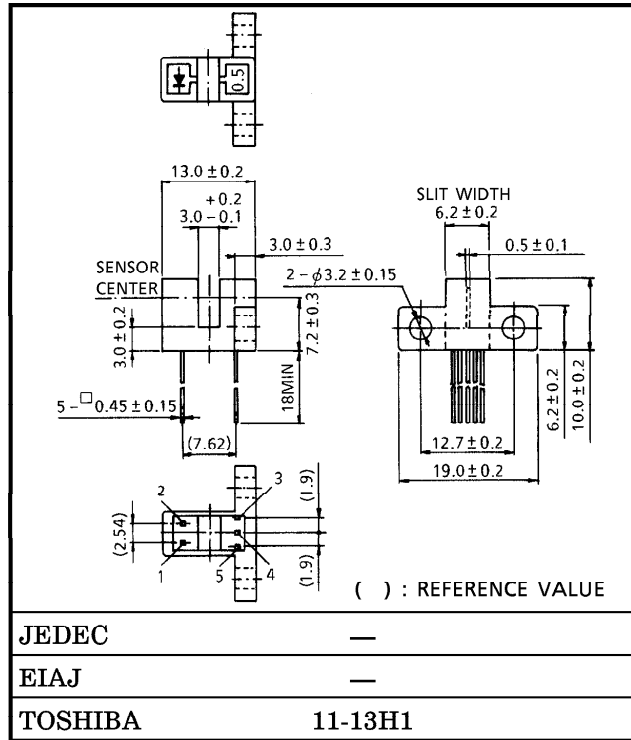 0.5
13.0±0.2
+0.2
3.0-0.1
3.0±0.3
SENSOR
CENTER
3.0±0.2
7.2±0.3
18MIN
5-□0.45±0.15
(7.62)
SLIT WIDTH
6.2±0.2
0.5±0.1
2-ϕ3.2±0.15
6.2±0.2
10.0±0.2
12.7±0.2
19.0±0.2
2
3
(1.9)
(2.54)
1
5
4
(1.9)
( ) : REFERENCE VALUE
JEDEC —
EIAJ —
TOSHIBA 11-13H1